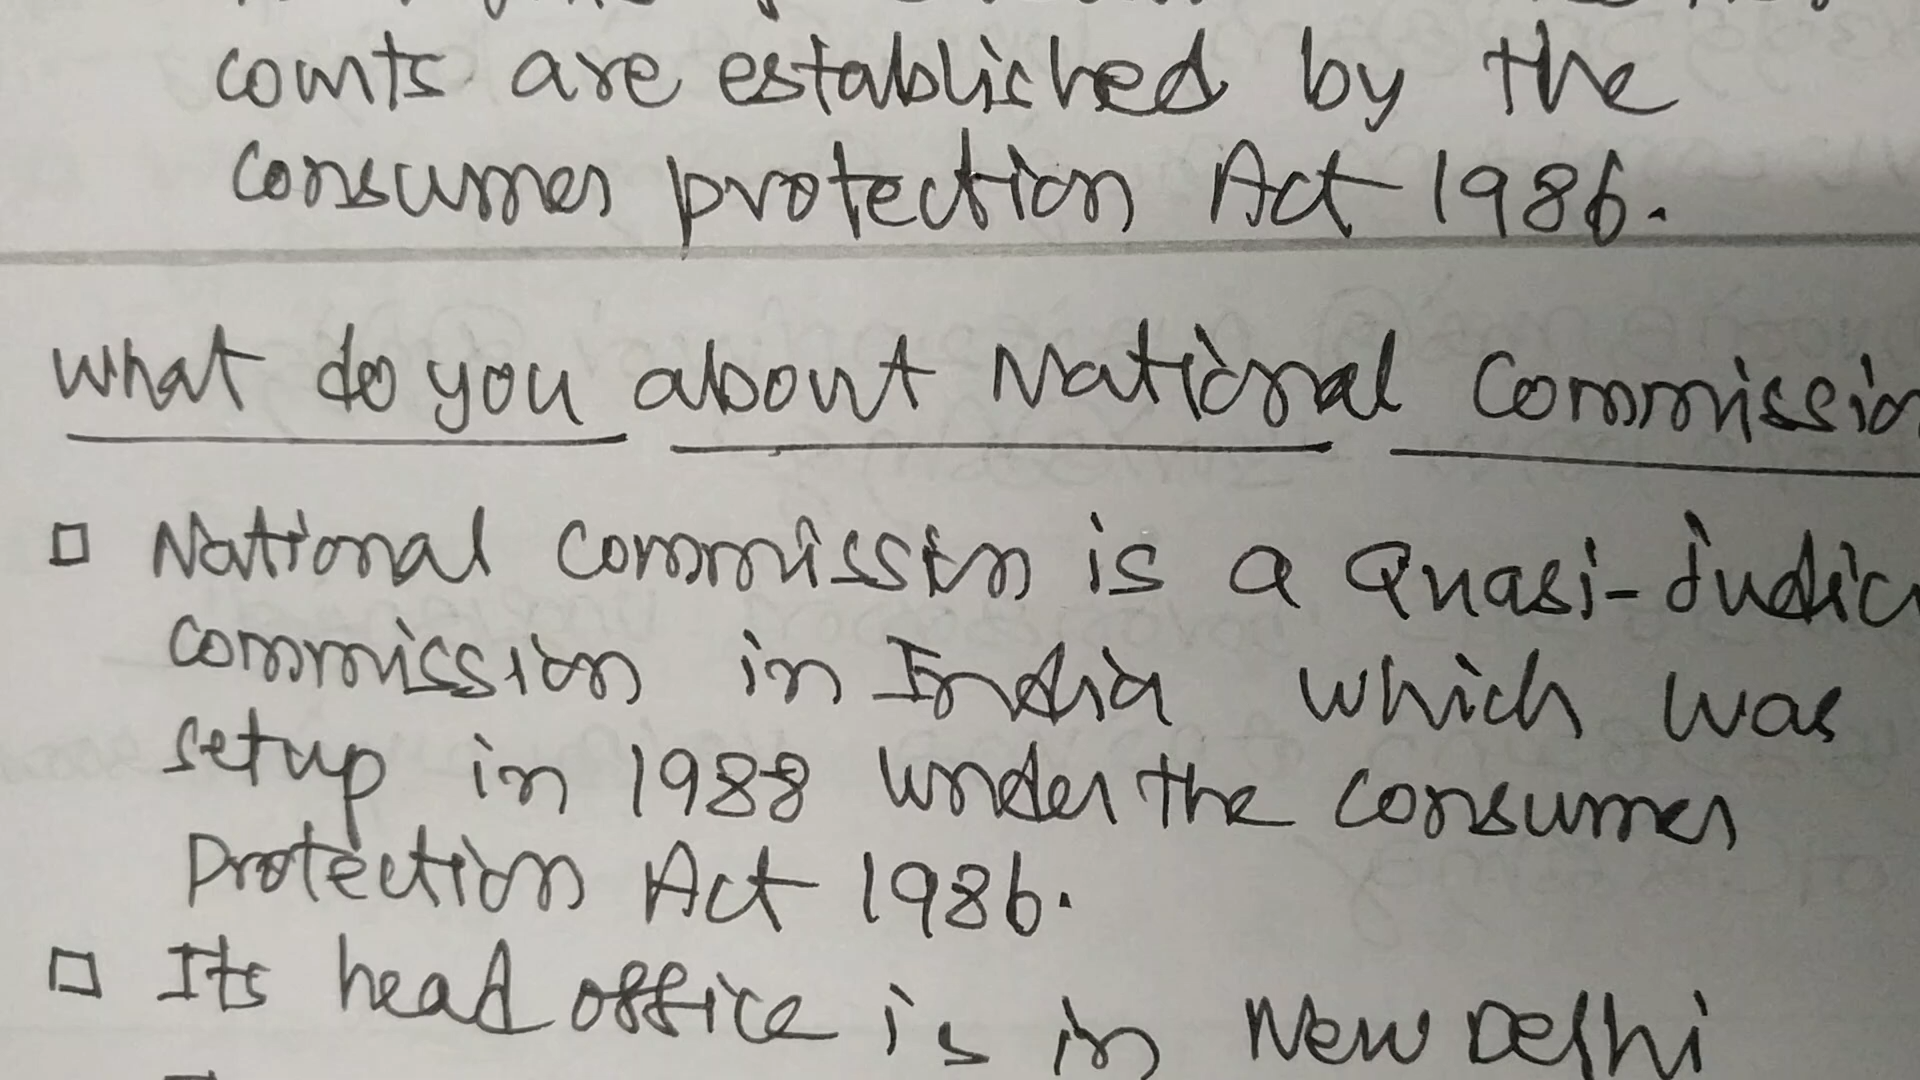 courts are established by the
consumer protection Act 1986.
what do you about National Commission
National commission is a Quasi-Judic
commission in India which was
setup in 1988 under the consumer
Protection Act 1986.
Its head office is in New Delhi